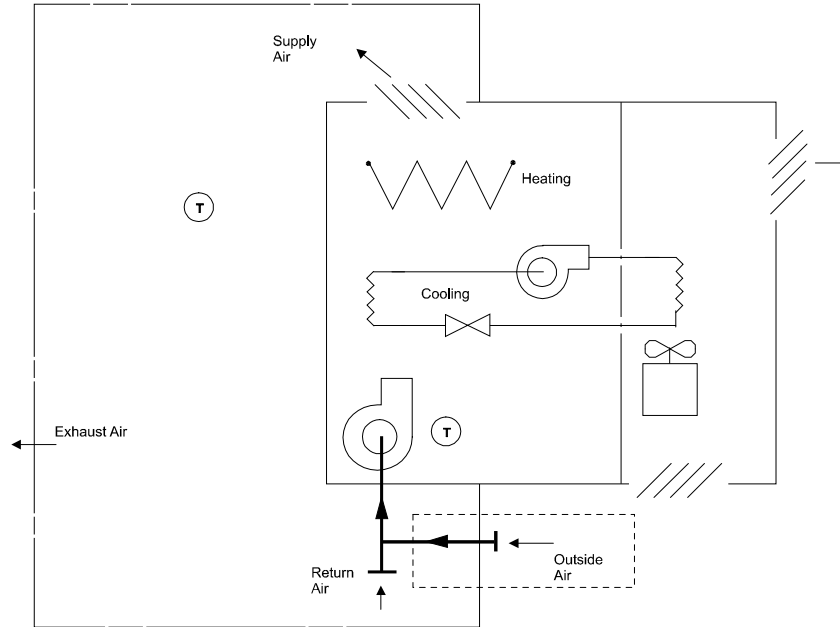 Supply
Air
Heating
T
Cooling
Exhaust Air
T
Return
Air
Outside
Air